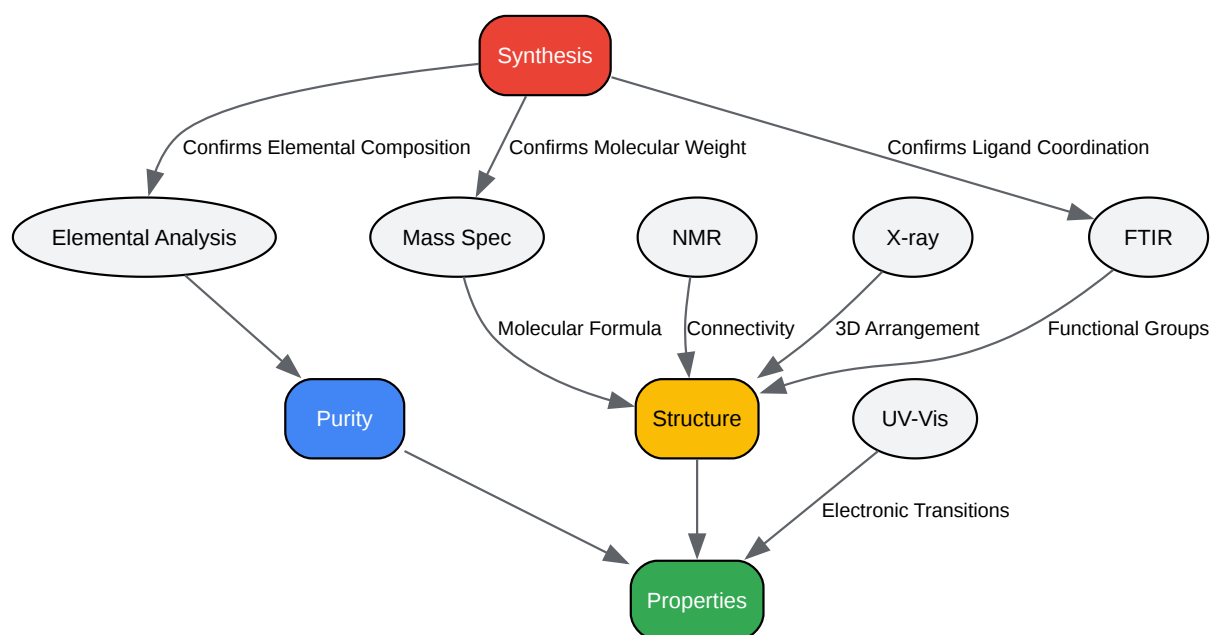 Synthesis
Confirms Elemental Composition
Confirms Molecular Weight
Confirms Ligand Coordination
Elemental Analysis
Mass Spec
NMR
X-ray
FTIR
Molecular Formula
Connectivity
3D Arrangement
Functional Groups
Purity
Structure
UV-Vis
Electronic Transitions
Properties